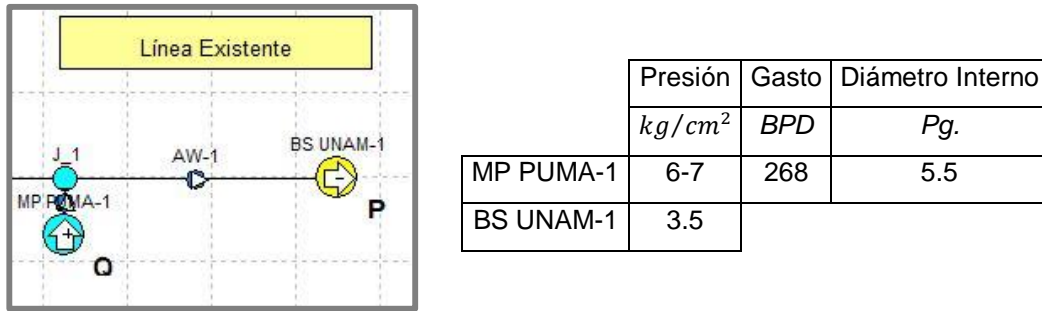 Línea Existente
J_1
AW-1
BS UNAM-1
MP PUMA-1
P
Q
Presión Gasto Diámetro Interno
kg/cm² BPD Pg.
MP PUMA-1 6-7 268 5.5
BS UNAM-1 3.5